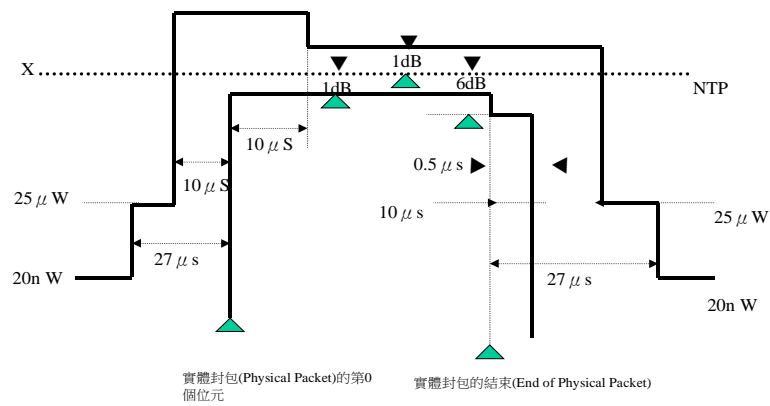 X
1dB
1dB
6dB
NTP
10 μ S
10 μ S
0.5 μ s
25 μ W
10 μ s
25 μ W
27 μ s
27 μ s
20n W
20n W
實體封包(Physical Packet)的第0
個位元
實體封包的結束(End of Physical Packet)